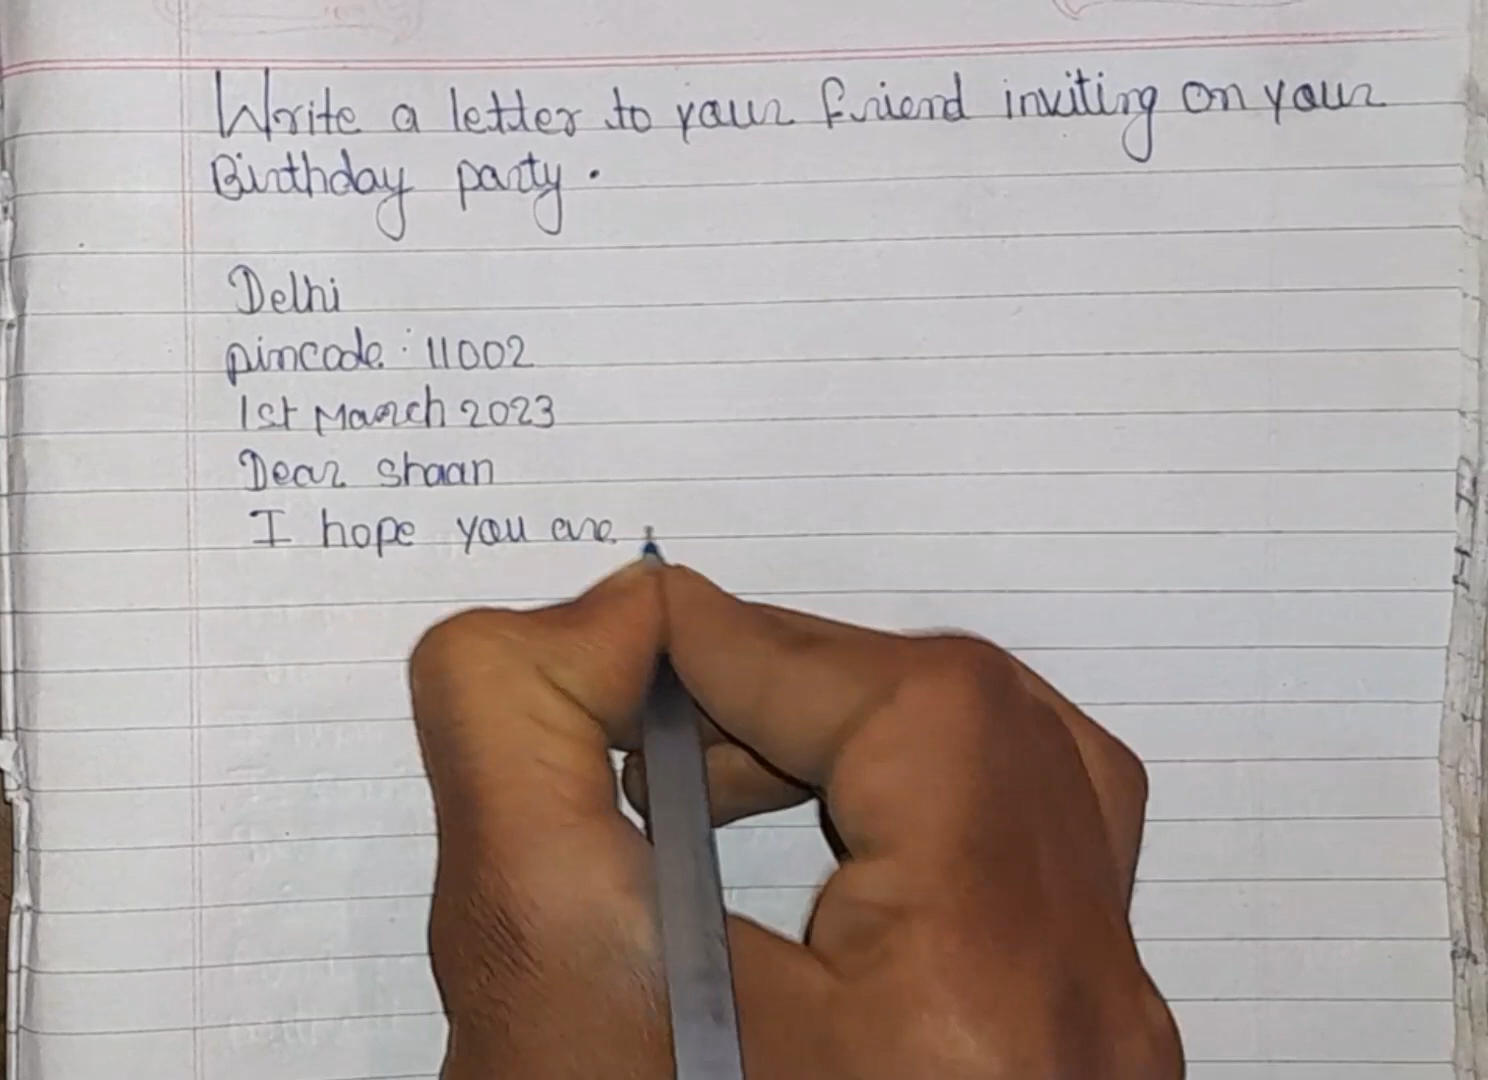 Write a letter to your friend inviting on your
Birthday party.
Delhi
pincode: 11002
1st March 2023
Dear Shaan
I hope you are